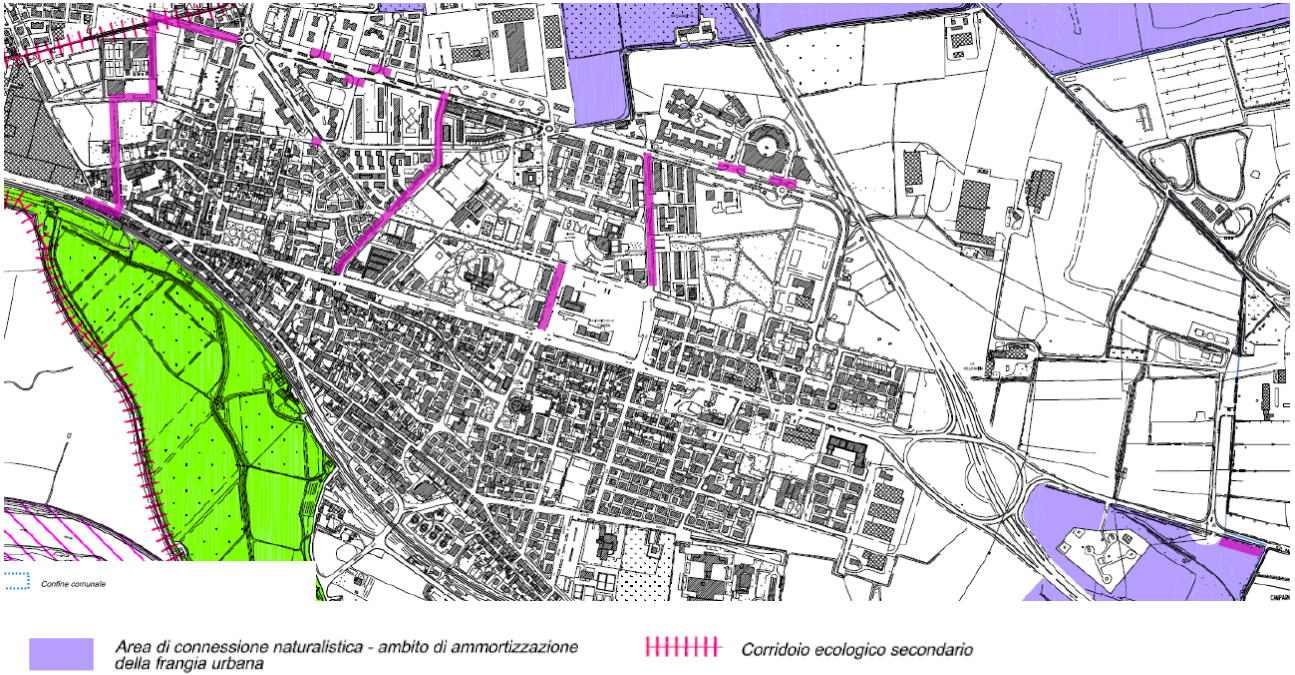 Confine comunale
Area di connessione naturalistica - ambito di ammortizzazione
della frangia urbana
Corridoio ecologico secondario